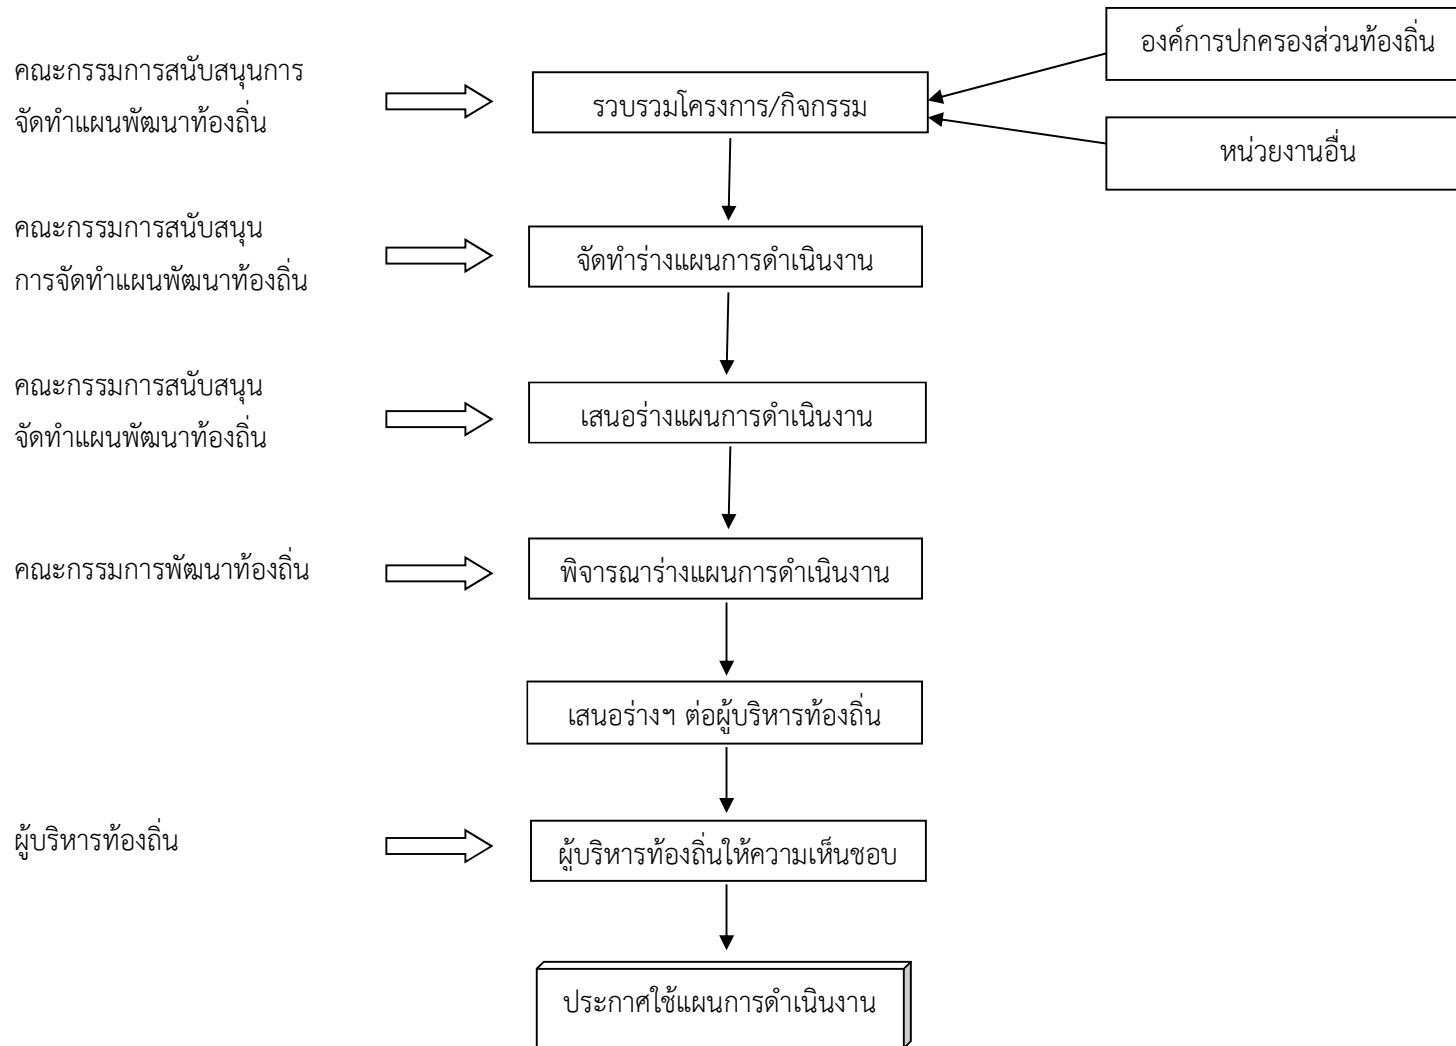 องค์การปกครองส่วนท้องถิ่น
คณะกรรมการสนับสนุนการ
จัดทำแผนพัฒนาท้องถิ่น
รวบรวมโครงการ/กิจกรรม
หน่วยงานอื่น
คณะกรรมการสนับสนุน
การจัดทำแผนพัฒนาท้องถิ่น
จัดทำร่างแผนการดำเนินงาน
คณะกรรมการสนับสนุน
จัดทำแผนพัฒนาท้องถิ่น
เสนอร่างแผนการดำเนินงาน
คณะกรรมการพัฒนาท้องถิ่น
พิจารณาร่างแผนการดำเนินงาน
เสนอร่างฯ ต่อผู้บริหารท้องถิ่น
ผู้บริหารท้องถิ่น
ผู้บริหารท้องถิ่นให้ความเห็นชอบ
ประกาศใช้แผนการดำเนินงาน